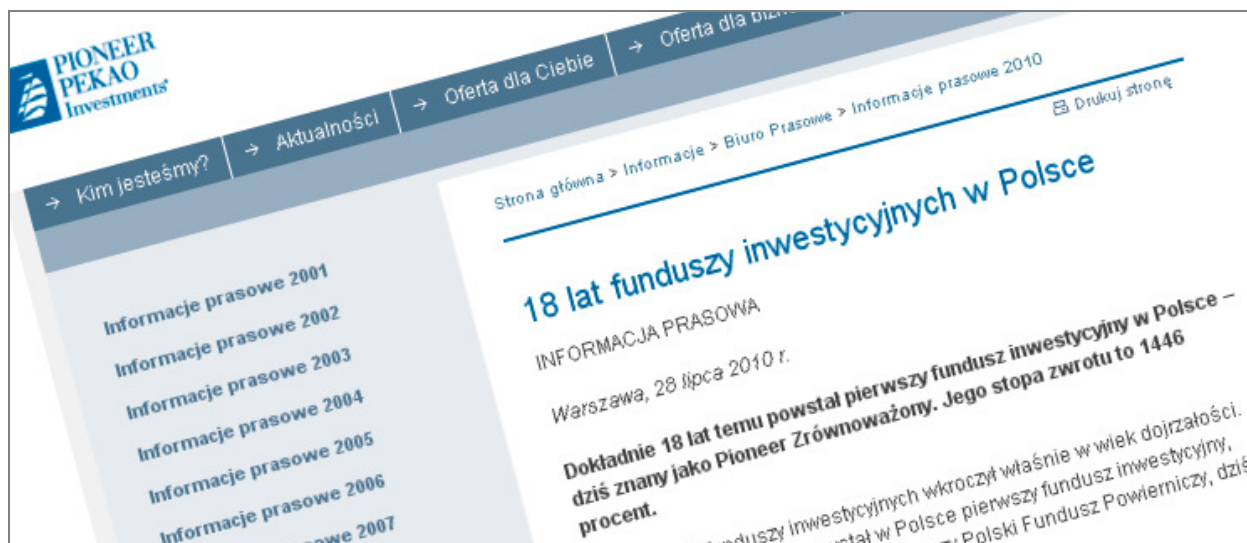 PIONEER
PEKAO
Investments®
→ Kim jesteśmy?
→ Aktualności
→ Oferta dla Ciebie
→ Oferta dla
Strona główna > Informacje > Biuro Prasowe > Informacje prasowe 2010
Drukuj stronę
Informacje prasowe 2001
Informacje prasowe 2002
Informacje prasowe 2003
Informacje prasowe 2004
Informacje prasowe 2005
Informacje prasowe 2006
2007
18 lat funduszy inwestycyjnych w Polsce
INFORMACJA PRASOWA
Warszawa, 28 lipca 2010 r.
Dokładnie 18 lat temu powstał pierwszy fundusz inwestycyjny w Polsce –
dziś znany jako Pioneer Zrównoważony. Jego stopa zwrotu to 1446
procent.
inwestycyjnych wkroczył właśnie w wiek dojrzałości.
w Polsce pierwszy fundusz inwestycyjny,
Polski Fundusz Powierniczy, dziś